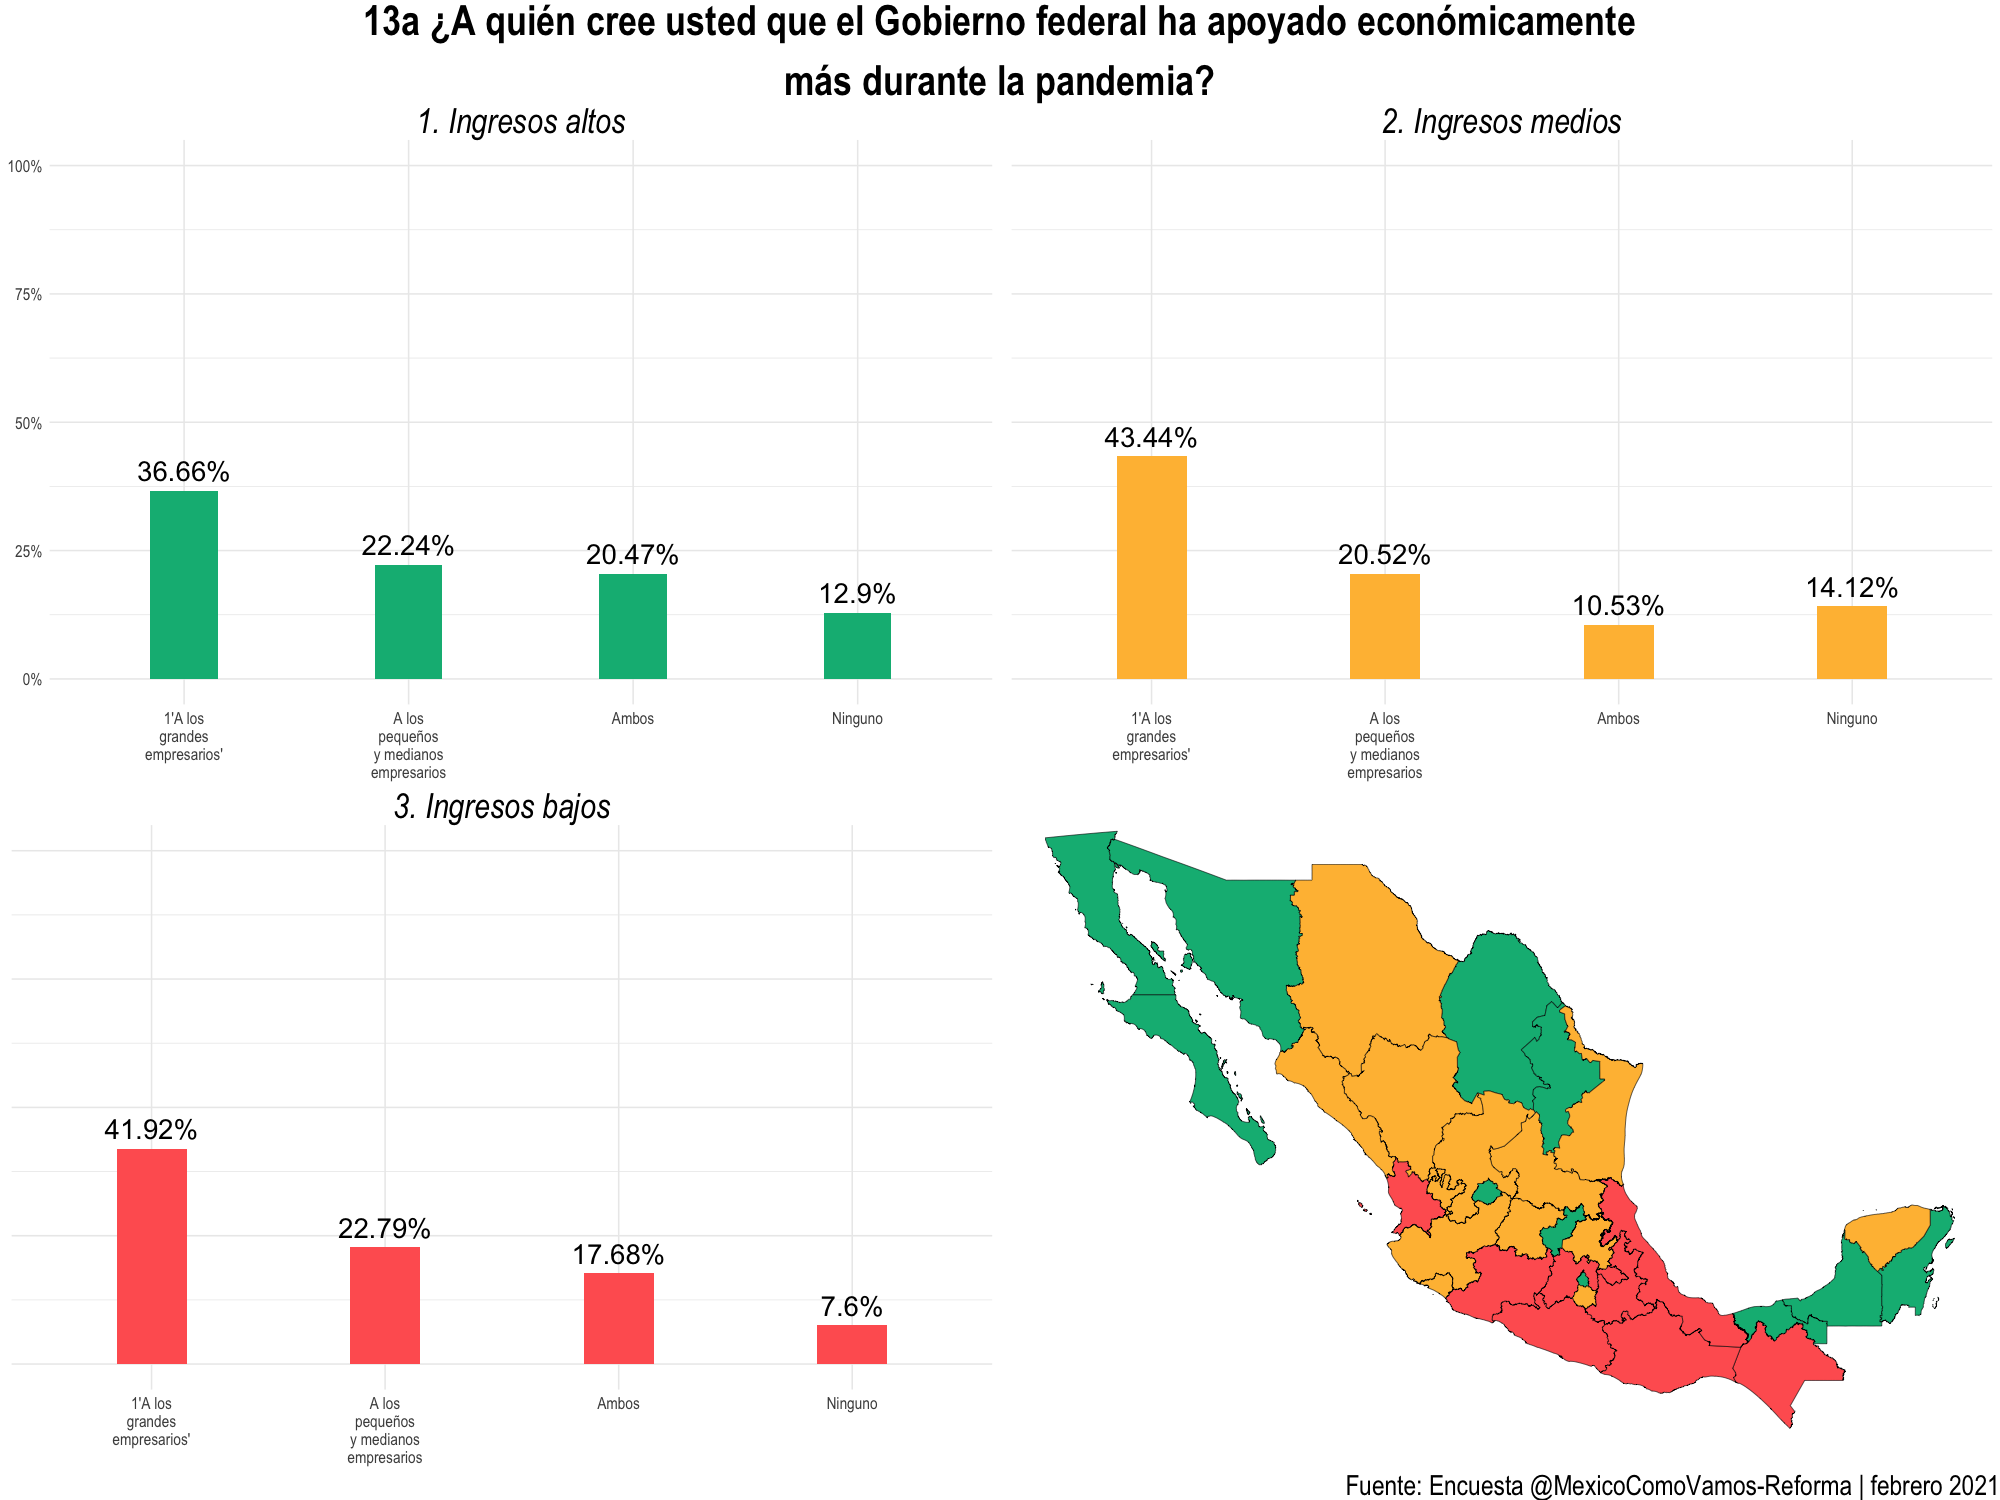 13a ¿A quién cree usted que el Gobierno federal ha apoyado económicamente
más durante la pandemia?
1. Ingresos altos
100%
75%
50%
25%
0%
36.66%
22.24%
20.47%
12.9%
1'A los
grandes
empresarios'
A los
pequeños
y medianos
empresarios
Ambos
Ninguno
2. Ingresos medios
43.44%
20.52%
10.53%
14.12%
1'A los
grandes
empresarios'
A los
pequeños
y medianos
empresarios
Ambos
Ninguno
3. Ingresos bajos
41.92%
22.79%
17.68%
7.6%
1'A los
grandes
empresarios'
A los
pequeños
y medianos
empresarios
Ambos
Ninguno
Fuente: Encuesta @MexicoComoVamos-Reforma | febrero 2021